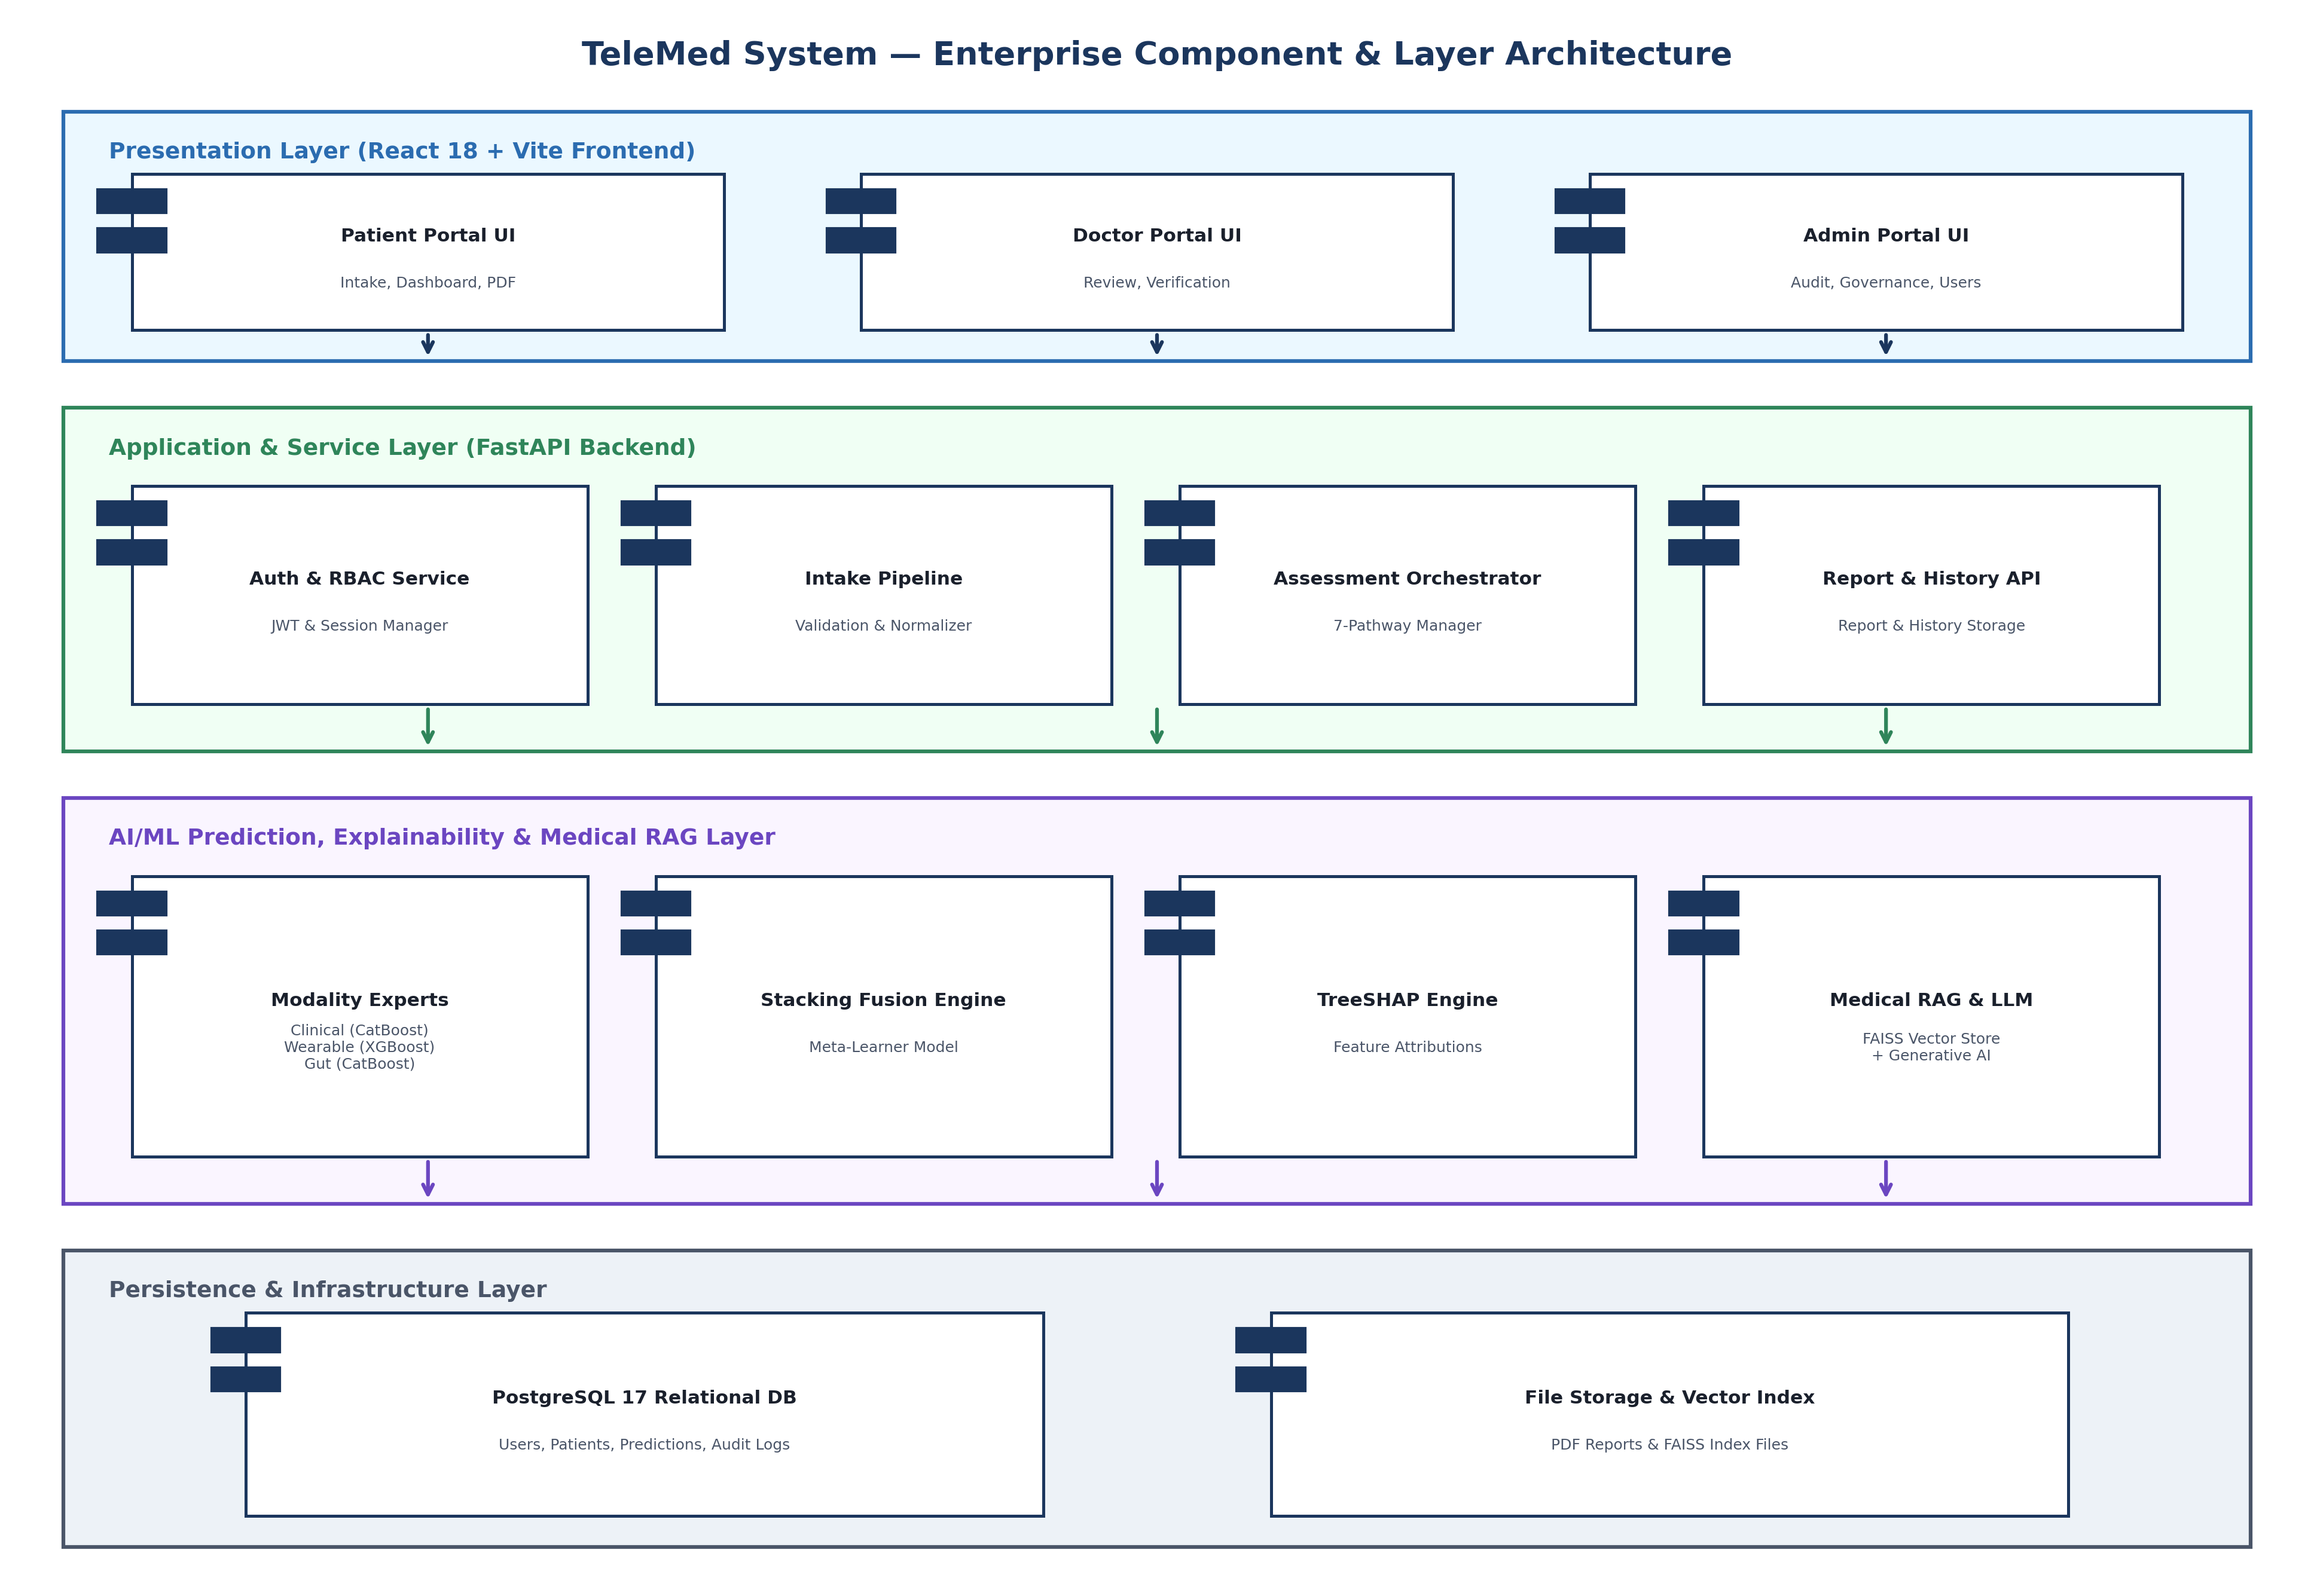 TeleMed System — Enterprise Component & Layer Architecture
Presentation Layer (React 18 + Vite Frontend)
Patient Portal UI
Intake, Dashboard, PDF
Doctor Portal UI
Review, Verification
Admin Portal UI
Audit, Governance, Users
Application & Service Layer (FastAPI Backend)
Auth & RBAC Service
JWT & Session Manager
Intake Pipeline
Validation & Normalizer
Assessment Orchestrator
7-Pathway Manager
Report & History API
Report & History Storage
AI/ML Prediction, Explainability & Medical RAG Layer
Modality Experts
Clinical (CatBoost)
Wearable (XGBoost)
Gut (CatBoost)
Stacking Fusion Engine
Meta-Learner Model
TreeSHAP Engine
Feature Attributions
Medical RAG & LLM
FAISS Vector Store
+ Generative AI
Persistence & Infrastructure Layer
PostgreSQL 17 Relational DB
Users, Patients, Predictions, Audit Logs
File Storage & Vector Index
PDF Reports & FAISS Index Files